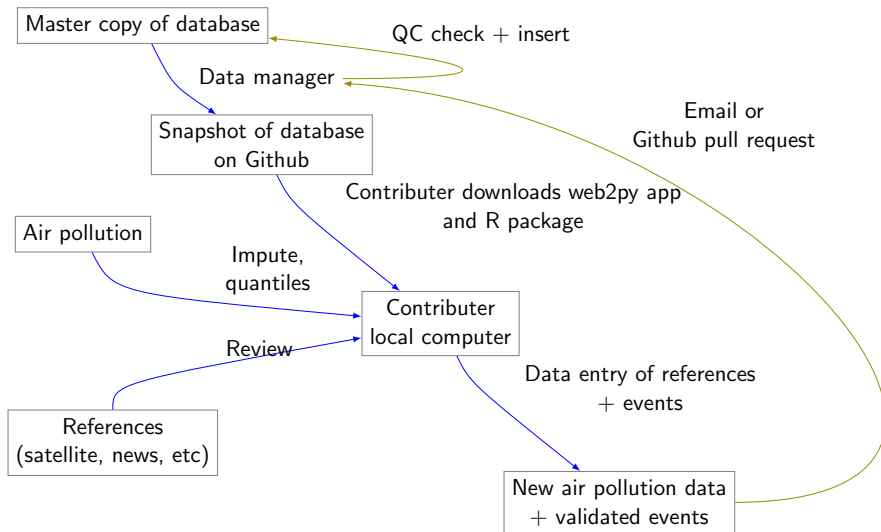 Master copy of database
QC check + insert
Data manager
Email or
Github pull request
Snapshot of database
on Github
Contributer downloads web2py app
and R package
Air pollution
Impute,
quantiles
Contributer
local computer
Review
Data entry of references
+ events
References
(satellite, news, etc)
New air pollution data
+ validated events